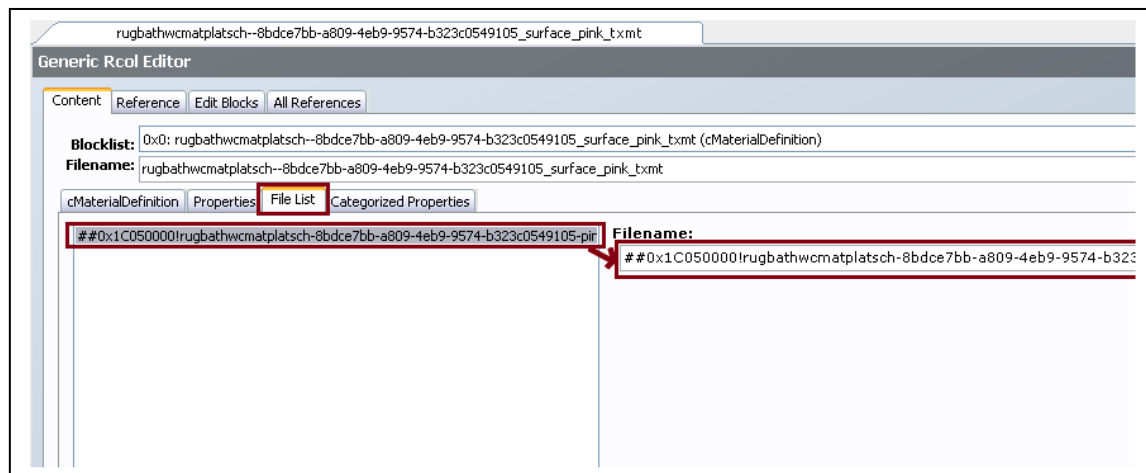 rugbathwcmatplatsch--8bdce7bb-a809-4eb9-9574-b323c0549105_surface_pink_txmt
Generic Rcol Editor
Content Reference Edit Blocks All References
Blocklist: 0x0: rugbathwcmatplatsch--8bdce7bb-a809-4eb9-9574-b323c0549105_surface_pink_txmt (cMaterialDefinition)
Filename: rugbathwcmatplatsch--8bdce7bb-a809-4eb9-9574-b323c0549105_surface_pink_txmt
cMaterialDefinition Properties File List Categorized Properties
##0x1C050000!rugbathwcmatplatsch-8bdce7bb-a809-4eb9-9574-b323c0549105-pin Filename:
##0x1C050000!rugbathwcmatplatsch-8bdce7bb-a809-4eb9-9574-b323